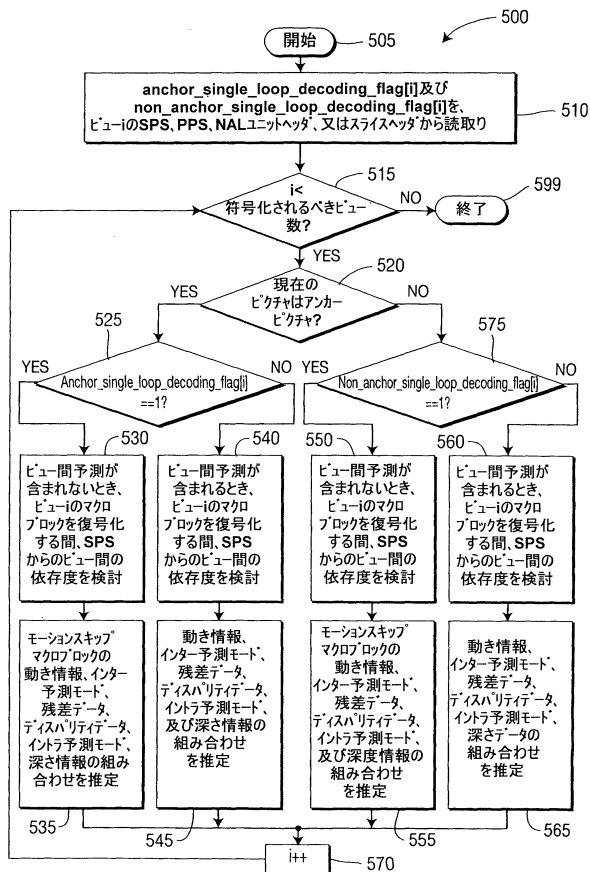 500
開始
505
anchor_single_loop_decoding_flag[i]及び
non_anchor_single_loop_decoding_flag[i]を、
ビューiのSPS、PPS、NALユニットヘッダ、又はスライスヘッダから読取り
510
i<
符号化されるべきビュー
数?
515
NO
599
終了
YES
520
現在の
ピクチャはアンカー
ピクチャ?
YES
NO
525
Anchor_single_loop_decoding_flag[i]
==1?
YES
NO
575
Non_anchor_single_loop_decoding_flag[i]
==1?
YES
NO
530
ビュー間予測が
含まれないとき、
ビューiのマクロ
ブロックを復号化
する間、SPS
からのビュー間の
依存度を検討
540
ビュー間予測が
含まれるとき、
ビューiのマクロ
ブロックを復号化
する間、SPS
からのビュー間の
依存度を検討
550
ビュー間予測が
含まれないとき、
ビューiのマクロ
ブロックを復号化
する間、SPS
からのビュー間の
依存度を検討
560
ビュー間予測が
含まれるとき、
ビューiのマクロ
ブロックを復号化
する間、SPS
からのビュー間の
依存度を検討
モーションスキップ
マクロブロックの
動き情報、インター
予測モード、
残差データ、
ディスパリティデータ、
イントラ予測モード、
深さ情報の組み
合わせを推定
535
動き情報、
インター予測モード、
残差データ、
ディスパリティデータ、
イントラ予測モード、
及び深さ情報の
組み合わせ
を推定
545
モーションスキップ
マクロブロックの
動き情報、
インター予測モード、
残差データ、
ディスパリティデータ、
イントラ予測モード、
及び深度情報の
組み合わせ
を推定
555
動き情報、
インター予測モード、
残差データ、
ディスパリティデータ、
イントラ予測モード、
深さデータの
組み合わせ
を推定
565
i++
570